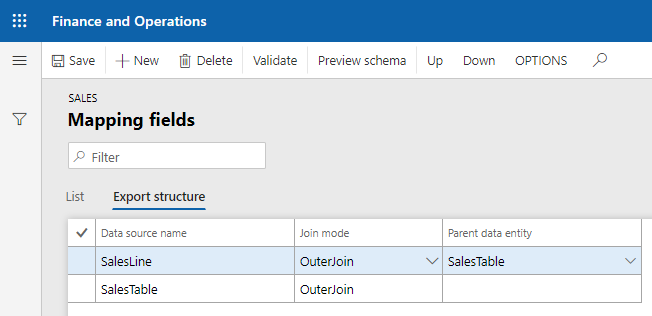 Finance and Operations
Save New Delete Validate Preview schema Up Down OPTIONS
SALES
Mapping fields
Filter
List Export structure
Data source name Join mode Parent data entity
SalesLine OuterJoin SalesTable
SalesTable OuterJoin